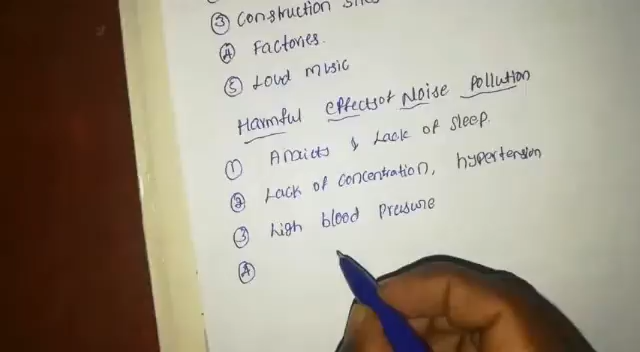 ③ Construction
④ Factories.
⑤ Loud music
Harmful effects of Noise Pollution
① Anxiety & Lack of sleep.
② Lack of concentration, hypertension
③ high blood pressure
④